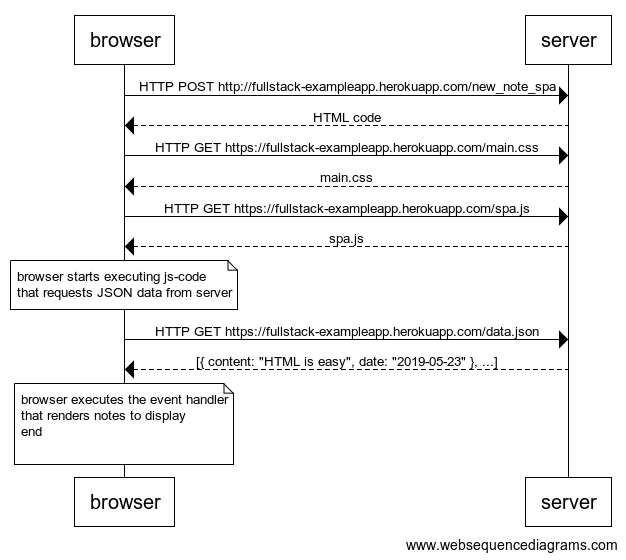 browser
server
HTTP POST http://fullstack-exampleapp.herokuapp.com/new_note_spa
HTML code
HTTP GET https://fullstack-exampleapp.herokuapp.com/main.css
main.css
HTTP GET https://fullstack-exampleapp.herokuapp.com/spa.js
spa.js
browser starts executing js-code
that requests JSON data from server
HTTP GET https://fullstack-exampleapp.herokuapp.com/data.json
[{ content: "HTML is easy", date: "2019-05-23" }, ...]
browser executes the event handler
that renders notes to display
end
browser
server
www.websequencediagrams.com